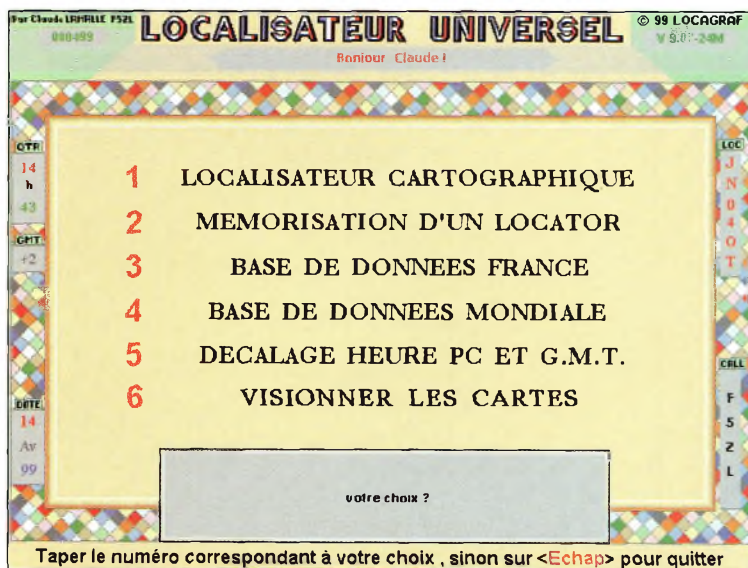 Par Claude LAMALLE F5ZL
080499
LOCALISATEUR UNIVERSEL
© 99 LOCAGRAF
Bonjour Claude !
QTR
14
h
43
GMT
+2
DATE
14
Av
99
1 LOCALISATEUR CARTOGRAPHIQUE
2 MEMORISATION D'UN LOCATOR
3 BASE DE DONNEES FRANCE
4 BASE DE DONNEES MONDIALE
5 DECALAGE HEURE PC ET G.M.T.
6 VISIONNER LES CARTES
LOC
J
N
0
4
O
T
CALL
F
5
Z
L
votre choix ?
Taper le numéro correspondant à votre choix , sinon sur <Echap> pour quitter